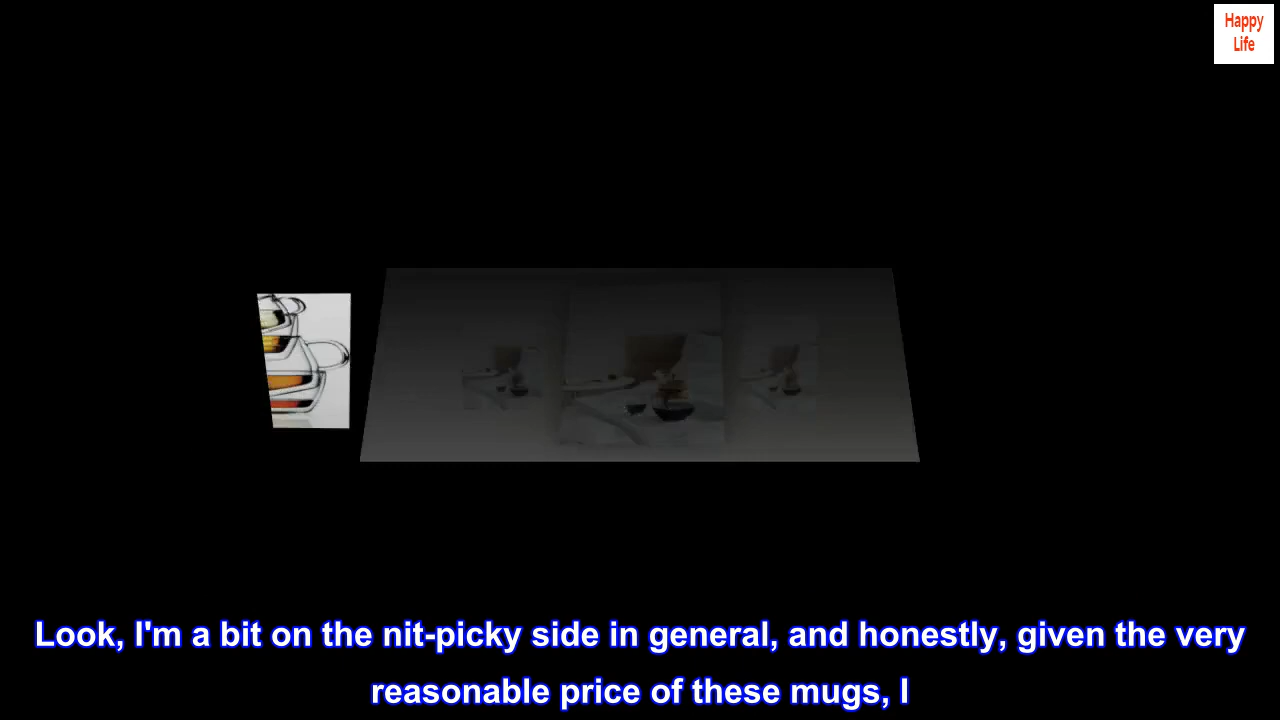 Happy
Life
Look, I'm a bit on the nit-picky side in general, and honestly, given the very
reasonable price of these mugs, I